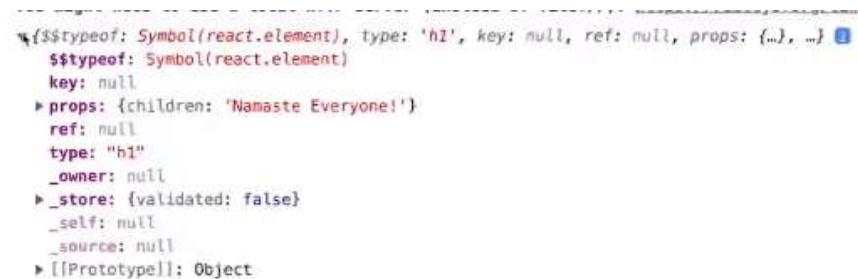 {$$typeof: Symbol(react.element), type: 'h1', key: null, ref: null, props: {…}, …}
$$typeof: Symbol(react.element)
key: null
props: {children: 'Namaste Everyone!'}
ref: null
type: "h1"
_owner: null
_store: {validated: false}
_self: null
_source: null
[[Prototype]]: Object